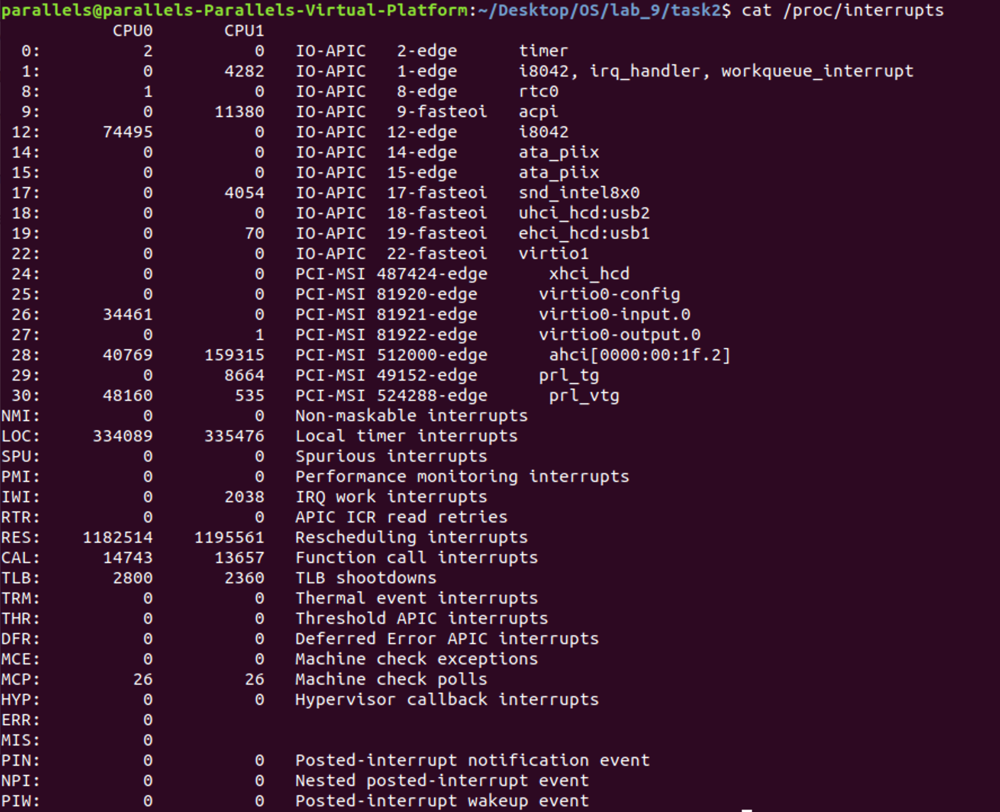 parallels@parallels-Parallels-Virtual-Platform:~/Desktop/OS/lab_9/task2$ cat /proc/interrupts
           CPU0       CPU1
  0:          2          0   IO-APIC   2-edge      timer
  1:          0       4282   IO-APIC   1-edge      i8042, irq_handler, workqueue_interrupt
  8:          1          0   IO-APIC   8-edge      rtc0
  9:          0      11380   IO-APIC   9-fasteoi   acpi
 12:      74495          0   IO-APIC  12-edge      i8042
 14:          0          0   IO-APIC  14-edge      ata_piix
 15:          0          0   IO-APIC  15-edge      ata_piix
 17:          0       4054   IO-APIC  17-fasteoi   snd_intel8x0
 18:          0          0   IO-APIC  18-fasteoi   uhci_hcd:usb2
 19:          0         70   IO-APIC  19-fasteoi   ehci_hcd:usb1
 22:          0          0   IO-APIC  22-fasteoi   virtio1
 24:          0          0   PCI-MSI 487424-edge      xhci_hcd
 25:          0          0   PCI-MSI 81920-edge      virtio0-config
 26:      34461          0   PCI-MSI 81921-edge      virtio0-input.0
 27:          0          1   PCI-MSI 81922-edge      virtio0-output.0
 28:      40769     159315   PCI-MSI 512000-edge      ahci[0000:00:1f.2]
 29:          0       8664   PCI-MSI 49152-edge      prl_tg
 30:      48160        535   PCI-MSI 524288-edge      prl_vtg
NMI:          0          0   Non-maskable interrupts
LOC:     334089     335476   Local timer interrupts
SPU:          0          0   Spurious interrupts
PMI:          0          0   Performance monitoring interrupts
IWI:          0       2038   IRQ work interrupts
RTR:          0          0   APIC ICR read retries
RES:    1182514    1195561   Rescheduling interrupts
CAL:      14743      13657   Function call interrupts
TLB:       2800       2360   TLB shootdowns
TRM:          0          0   Thermal event interrupts
THR:          0          0   Threshold APIC interrupts
DFR:          0          0   Deferred Error APIC interrupts
MCE:          0          0   Machine check exceptions
MCP:         26         26   Machine check polls
HYP:          0          0   Hypervisor callback interrupts
ERR:          0
MIS:          0
PIN:          0          0   Posted-interrupt notification event
NPI:          0          0   Nested posted-interrupt event
PIW:          0          0   Posted-interrupt wakeup event